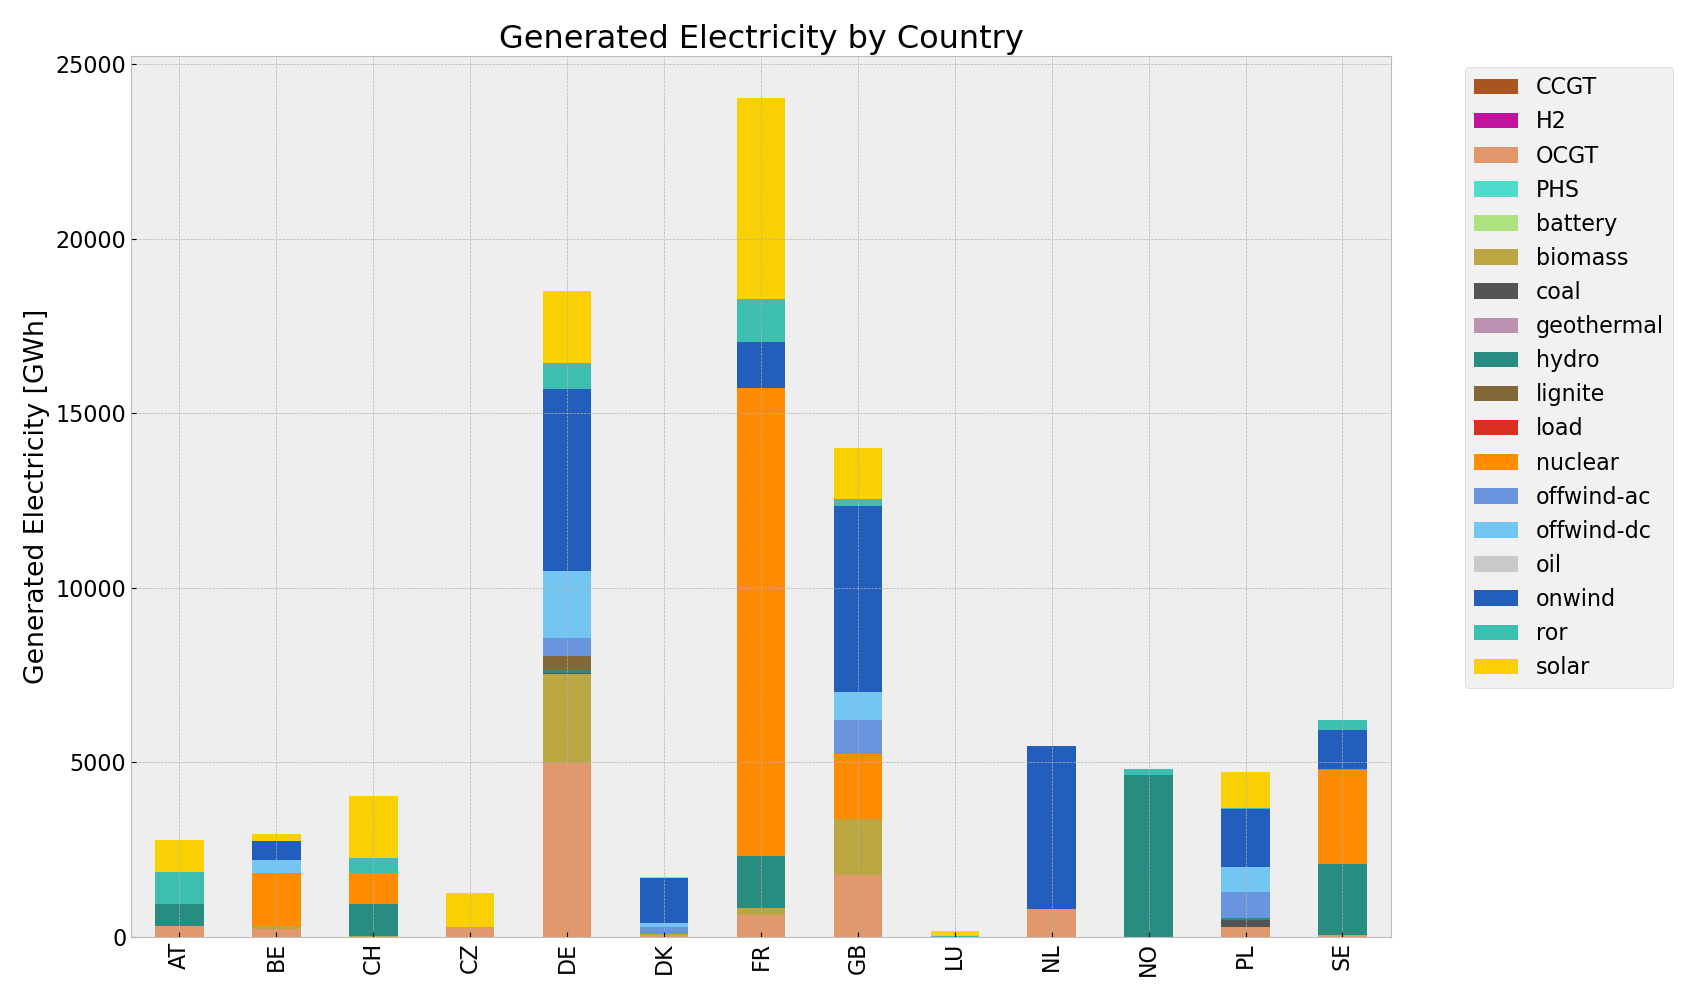 Generated Electricity by Country
Generated Electricity [GWh]
25000
20000
15000
10000
5000
0
AT
BE
CH
CZ
DE
DK
FR
GB
LU
NL
NO
PL
SE
CCGT
H2
OCGT
PHS
battery
biomass
coal
geothermal
hydro
lignite
load
nuclear
offwind-ac
offwind-dc
oil
onwind
ror
solar